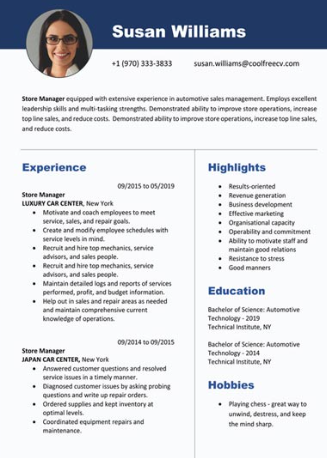 Susan Williams
+1 (970) 333-3833 susan.williams@coolfreecv.com
Store Manager equipped with extensive experience in automotive sales management. Employs excellent
leadership skills and multi-tasking strengths. Demonstrated ability to improve store operations, increase
top line sales, and reduce costs. Demonstrated ability to improve store operations, increase top line sales,
and reduce costs.
Experience
09/2015 to 05/2019
Store Manager
LUXURY CAR CENTER, New York
• Motivate and coach employees to meet
service, sales, and repair goals.
• Create and modify employee schedules with
service levels in mind.
• Recruit and hire top mechanics, service
advisors, and sales people.
• Recruit and hire top mechanics, service
advisors, and sales people.
• Maintain detailed logs and reports of services
performed, profit, and budget information.
• Help out in sales and repair areas as needed
and maintain comprehensive current
knowledge of operations.
09/2014 to 09/2015
Store Manager
JAPAN CAR CENTER, New York
• Answered customer questions and resolved
service issues in a timely manner.
• Diagnosed customer issues by asking probing
questions and write up repair orders.
• Ordered supplies and kept inventory at
optimal levels.
• Coordinated equipment repairs and
maintenance.
Highlights
• Results-oriented
• Revenue generation
• Business development
• Effective marketing
• Organisational capacity
• Operability and commitment
• Ability to motivate staff and
maintain good relations
• Resistance to stress
• Good manners
Education
Bachelor of Science: Automotive
Technology - 2019
Technical Institute, NY
Bachelor of Science: Automotive
Technology - 2014
Technical Institute, NY
Hobbies
• Playing chess - great way to
unwind, destress, and keep
the mind sharp.